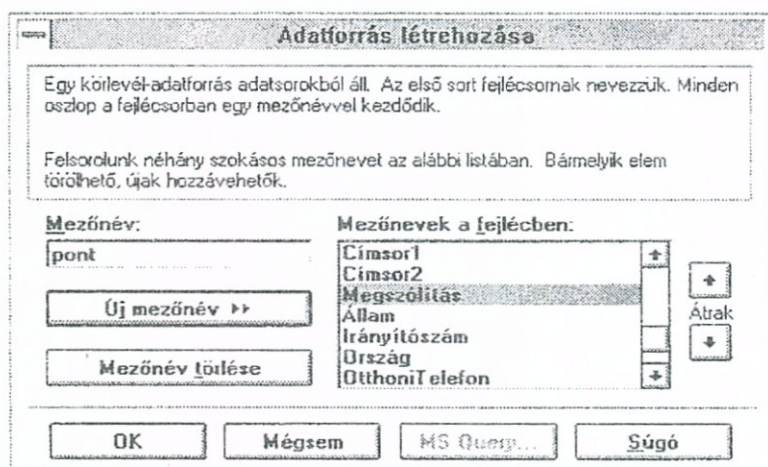 Adatforrás létrehozása
Egy körlevél-adatforrás adatsorokból áll. Az első sort fejlécsornak nevezzük. Minden
oszlop a fejlécsorban egy mezőnévvel kezdődik.
Felsorolunk néhány szokásos mezőnevet az alábbi listában. Bármelyik elem
törölhető, újak hozzávehetők.
Mezőnév:
pont
Új mezőnév
Mezőnév törlése
Mezőnevek a fejlécben:
Címsor1
Címsor2
Megszólítás
Állam
Irányítószám
Ország
OtthoniTelefon
Átrak
OK
Mégsem
MS Query...
Súgó